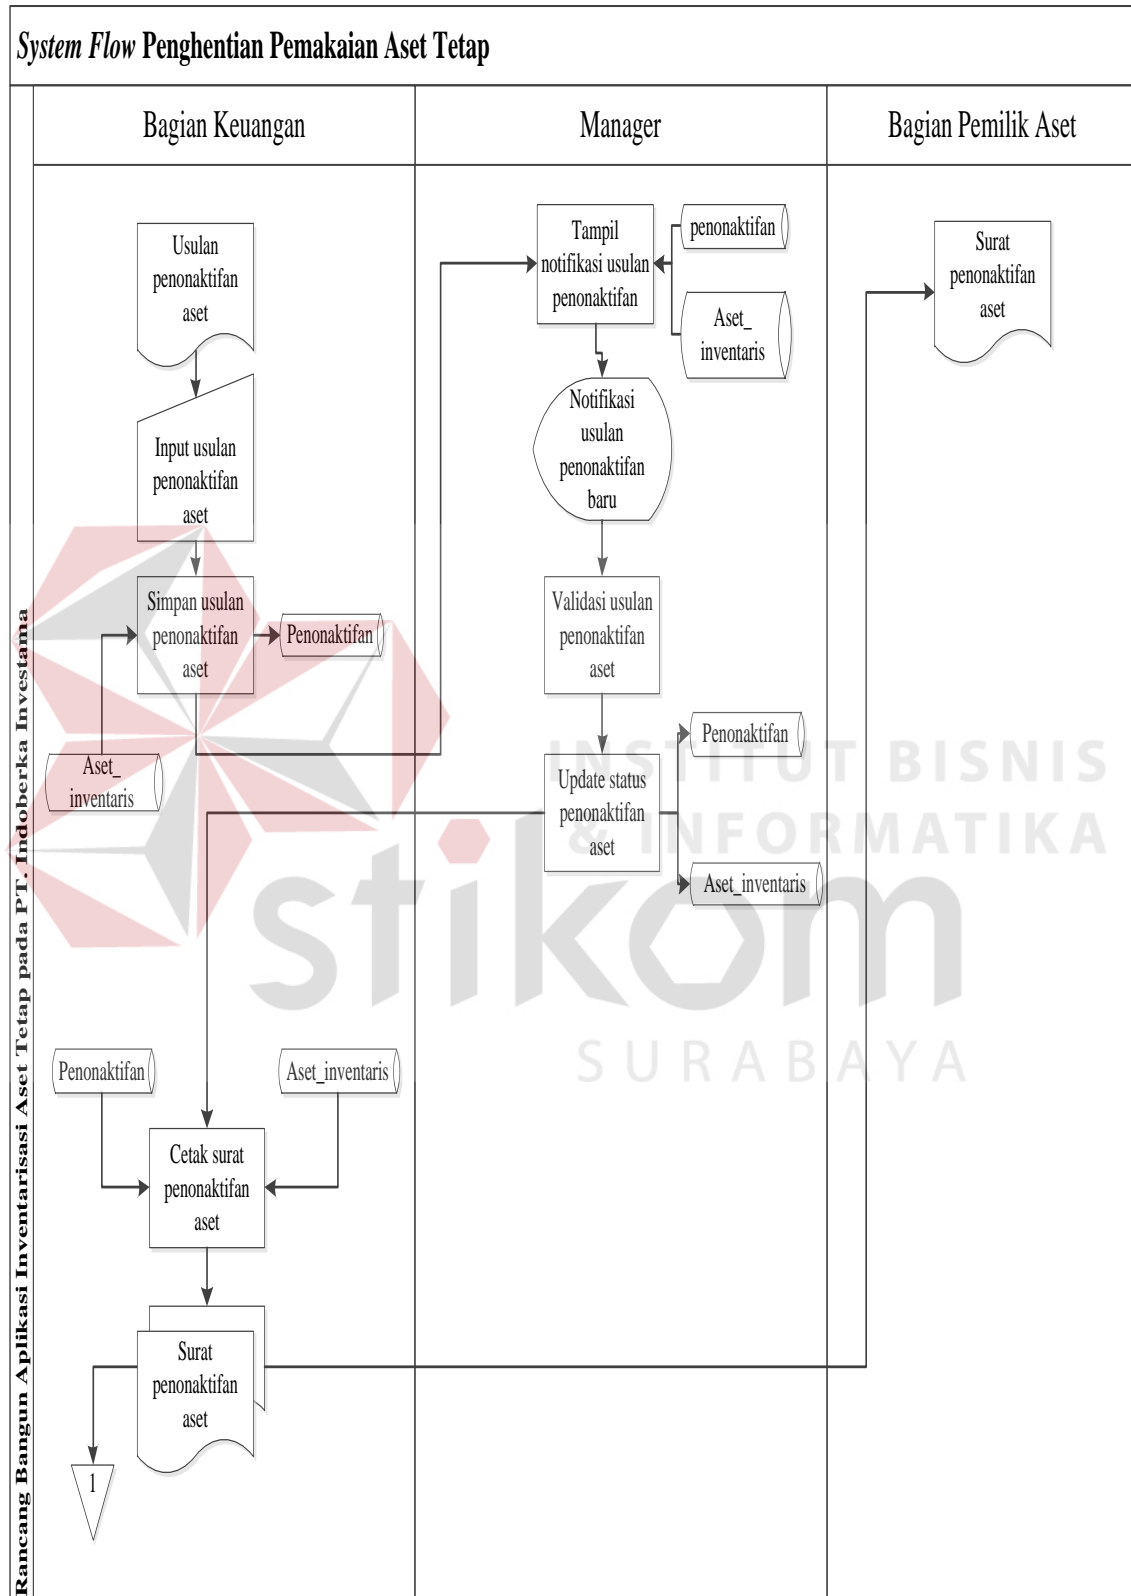 System Flow Penghentian Pemakaian Aset Tetap
Rancang Bangun Aplikasi Inventarisasi Aset Tetap pada PT. Indoberka Investama
Bagian Keuangan
Manager
Bagian Pemilik Aset
Usulan
penonaktifan
aset
Input usulan
penonaktifan
aset
Simpan usulan
penonaktifan
aset
Penonaktifan
Aset_
inventaris
Tampil
notifikasi usulan
penonaktifan
penonaktifan
Aset_
inventaris
Notifikasi
usulan
penonaktifan
baru
Validasi usulan
penonaktifan
aset
Update status
penonaktifan
aset
Penonaktifan
Aset_inventaris
Penonaktifan
Aset_inventaris
Cetak surat
penonaktifan
aset
Surat
penonaktifan
aset
1
Surat
penonaktifan
aset
INSTITUT BISNIS
& INFORMATIKA
stikom
SURABAYA